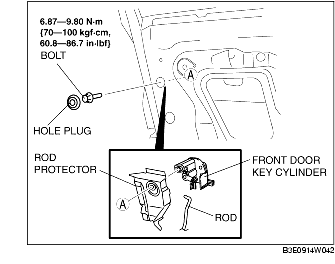 6.87—9.80 N·m
{70—100 kgf·cm,
60.8—86.7 in·lbf}
BOLT
A
HOLE PLUG
ROD
PROTECTOR
FRONT DOOR
KEY CYLINDER
A
ROD
B3E0914W042